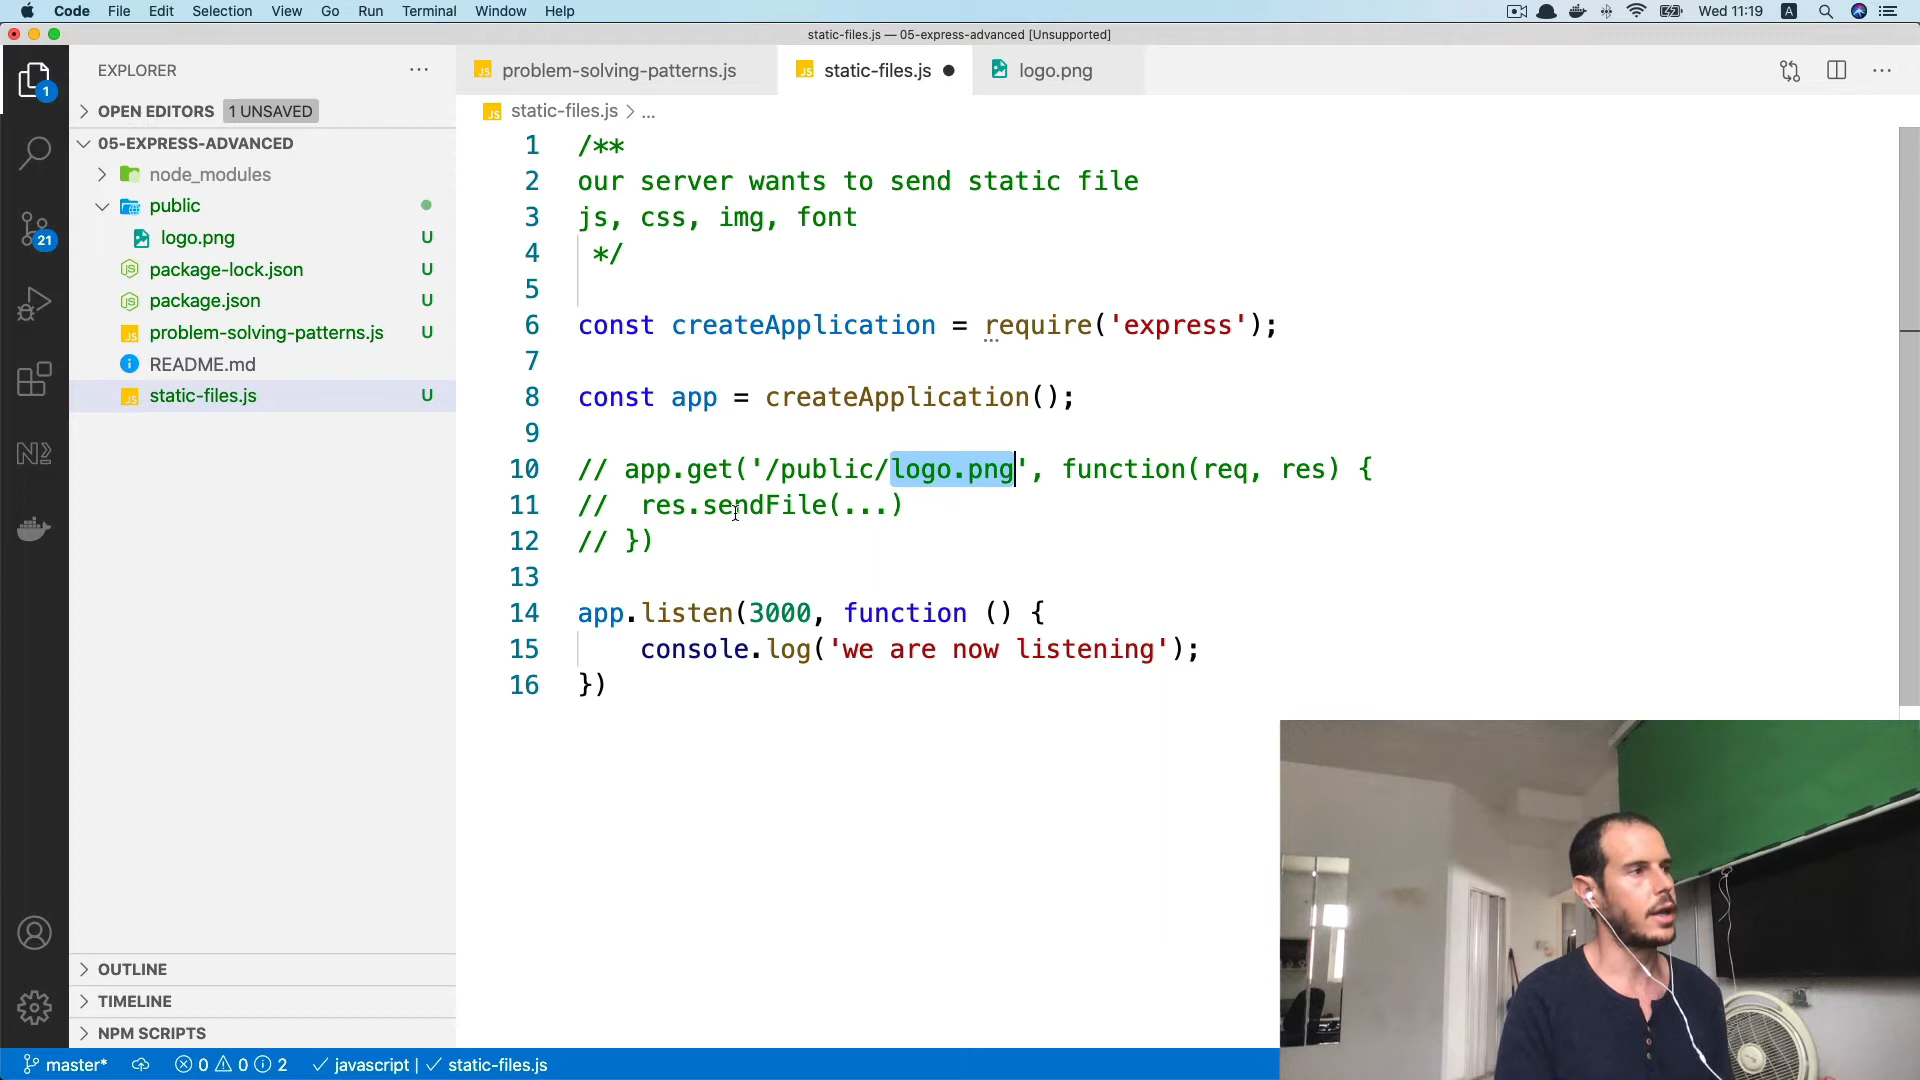 Code File Edit Selection View Go Run Terminal Window Help Wed 11:19 A
static-files.js — 05-express-advanced [Unsupported]
EXPLORER
OPEN EDITORS 1 UNSAVED
05-EXPRESS-ADVANCED
node_modules
public
logo.png U
package-lock.json U
package.json U
problem-solving-patterns.js U
README.md
static-files.js U
OUTLINE
TIMELINE
NPM SCRIPTS
1
21
problem-solving-patterns.js static-files.js logo.png
static-files.js > ...
1 /**
2 our server wants to send static file
3 js, css, img, font
4 */
5
6 const createApplication = require('express');
7
8 const app = createApplication();
9
10 // app.get('/public/logo.png', function(req, res) {
11 // res.sendFile(...)
12 // })
13
14 app.listen(3000, function () {
15 console.log('we are now listening');
16 })
master* 0 0 2 javascript | static-files.js